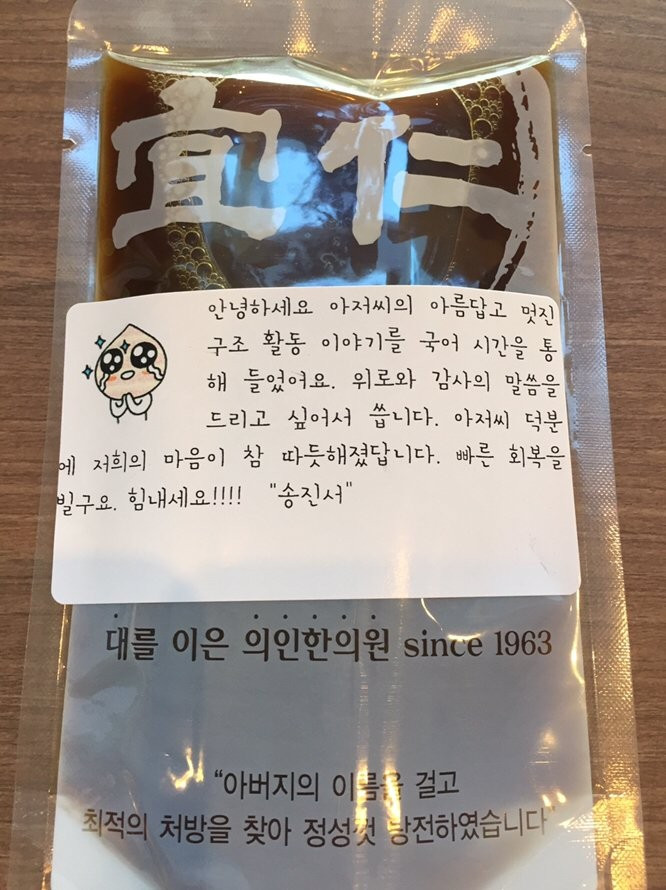 宜仁
안녕하세요 아저씨의 아름답고 멋진
구조 활동 이야기를 국어 시간을 통
해 들었어요. 위로와 감사의 말씀을
드리고 싶어서 씁니다. 아저씨 덕분
에 저희의 마음이 참 따듯해졌답니다. 빠른 회복을
빌구요. 힘내세요!!!! "송진서"
대를 이은 의인한의원 since 1963
“아버지의 이름을 걸고
최적의 처방을 찾아 정성껏 당전하였습니다”